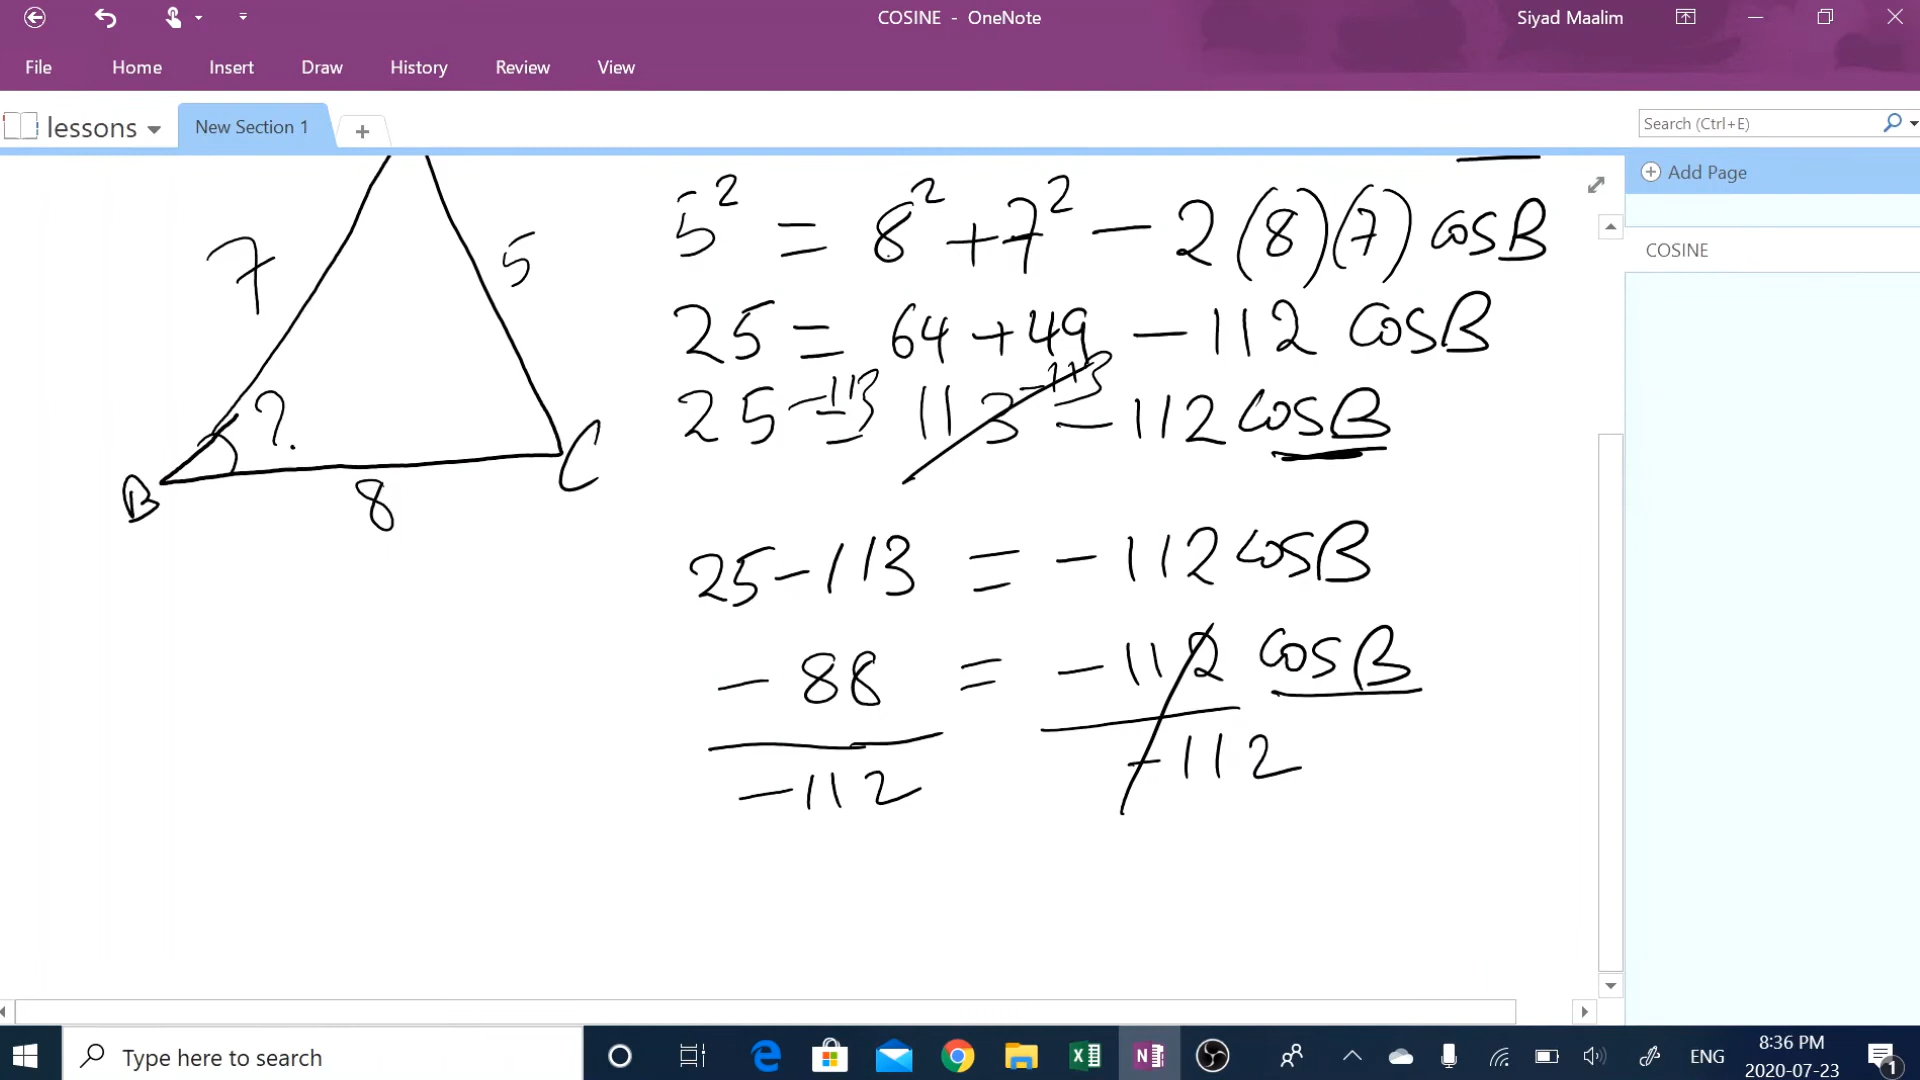 COSINE - OneNote
Siyad Maalim
File Home Insert Draw History Review View
lessons
New Section 1
+
Search (Ctrl+E)
Add Page
COSINE
7
5
?
B
C
8
5² = 8² + 7² - 2 (8)(7) cosB
25 = 64 + 49 - 112 cosB
25 -113 = 113 -113 - 112 cosB
25 - 113 = - 112 cosB
- 88 = - 112 cosB
-112 -112
Type here to search
ENG
8:36 PM
2020-07-23
1